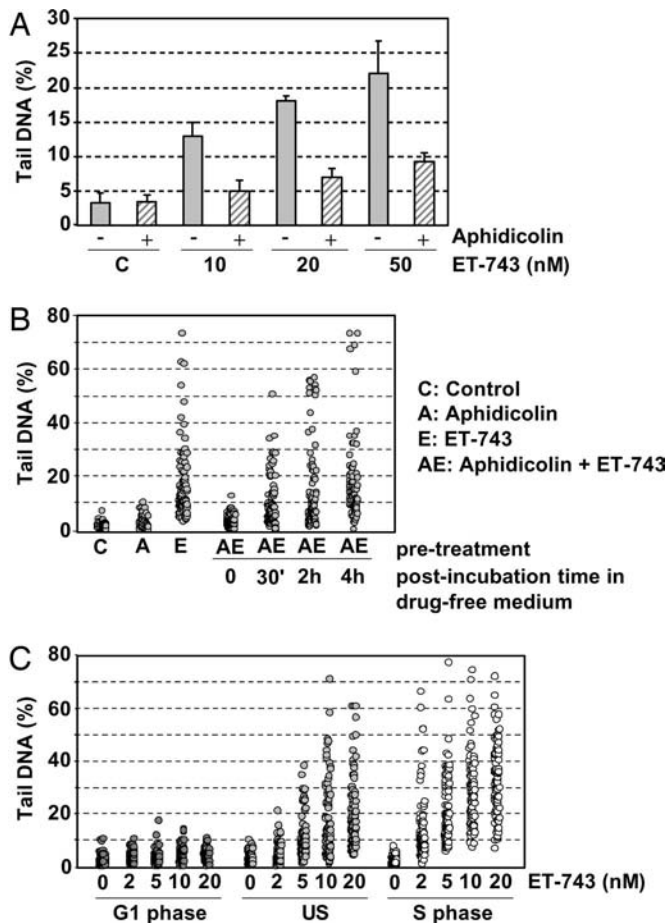 A
Tail DNA (%)
30
25
20
15
10
5
0
- + - + - + - + Aphidicolin
C 10 20 50 ET-743 (nM)
B
Tail DNA (%)
80
60
40
20
0
C: Control
A: Aphidicolin
E: ET-743
AE: Aphidicolin + ET-743
C A E AE AE AE AE pre-treatment
0 30' 2h 4h post-incubation time in
drug-free medium
C
Tail DNA (%)
80
60
40
20
0
0 2 5 10 20 0 2 5 10 20 0 2 5 10 20 ET-743 (nM)
G1 phase US S phase